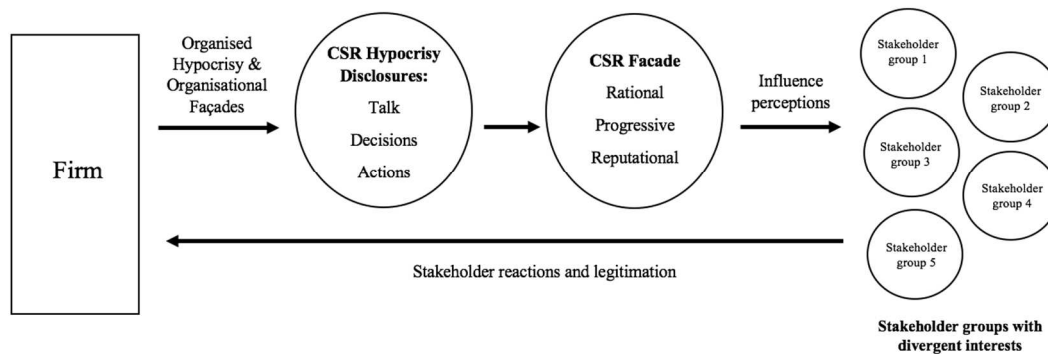 Firm
Organised
Hypocrisy &
Organisational
Façades
CSR Hypocrisy
Disclosures:
Talk
Decisions
Actions
CSR Facade
Rational
Progressive
Reputational
Influence
perceptions
Stakeholder
group 1
Stakeholder
group 2
Stakeholder
group 3
Stakeholder
group 4
Stakeholder
group 5
Stakeholder reactions and legitimation
Stakeholder groups with
divergent interests